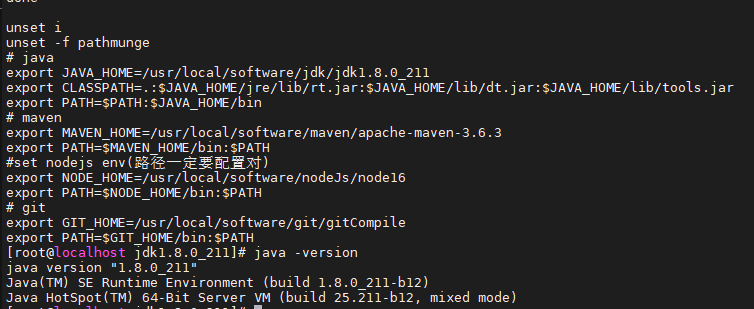 done
unset i
unset -f pathmunge
# java
export JAVA_HOME=/usr/local/software/jdk/jdk1.8.0_211
export CLASSPATH=.:$JAVA_HOME/jre/lib/rt.jar:$JAVA_HOME/lib/dt.jar:$JAVA_HOME/lib/tools.jar
export PATH=$PATH:$JAVA_HOME/bin
# maven
export MAVEN_HOME=/usr/local/software/maven/apache-maven-3.6.3
export PATH=$MAVEN_HOME/bin:$PATH
#set nodejs env(路径一定要配置对)
export NODE_HOME=/usr/local/software/nodeJs/node16
export PATH=$NODE_HOME/bin:$PATH
# git
export GIT_HOME=/usr/local/software/git/gitCompile
export PATH=$GIT_HOME/bin:$PATH
[root@localhost jdk1.8.0_211]# java -version
java version "1.8.0_211"
Java(TM) SE Runtime Environment (build 1.8.0_211-b12)
Java HotSpot(TM) 64-Bit Server VM (build 25.211-b12, mixed mode)